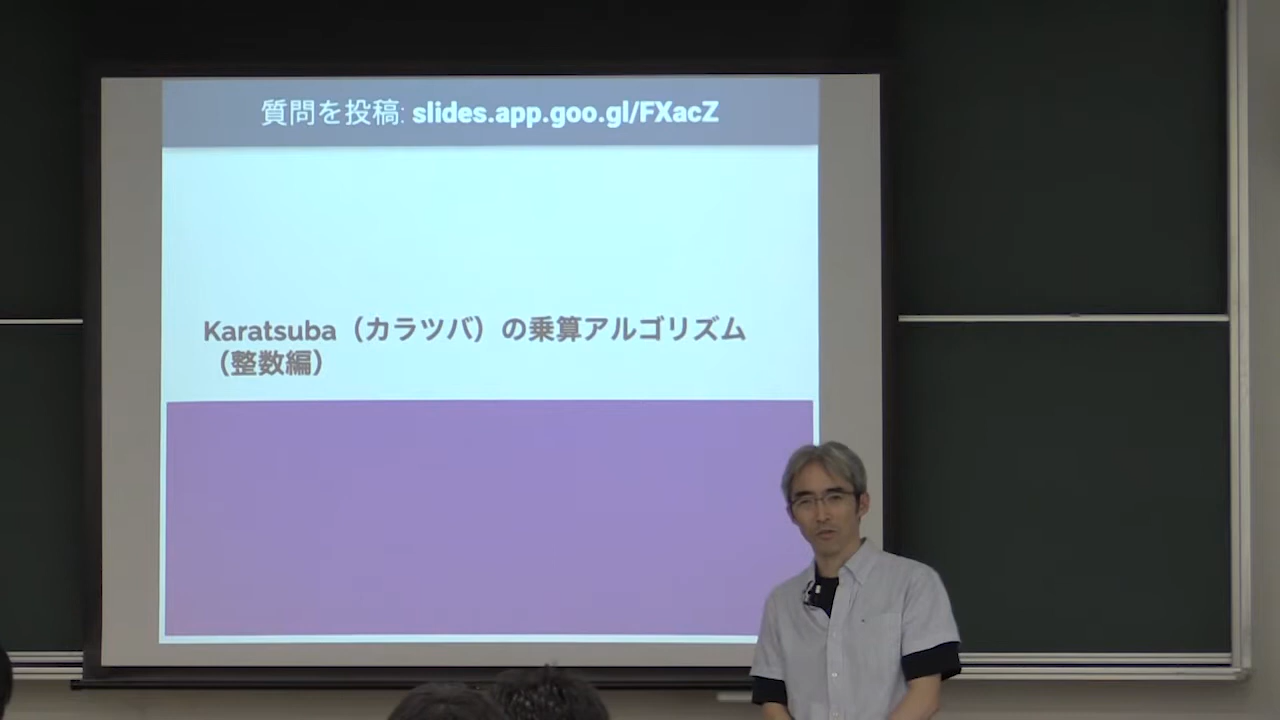 質問を投稿: slides.app.goo.gl/FXacZ
Karatsuba（カラツバ）の乗算アルゴリズム
（整数編）